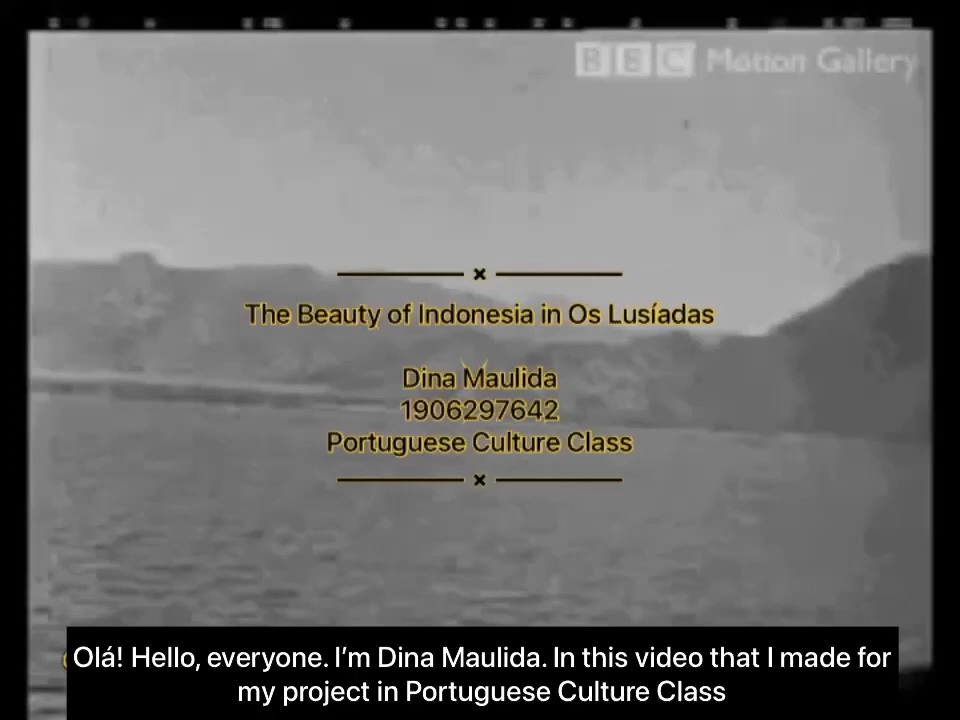 BBC Motion Gallery
The Beauty of Indonesia in Os Lusíadas
Dina Maulida
1906297642
Portuguese Culture Class
Olá! Hello, everyone. I'm Dina Maulida. In this video that I made for
my project in Portuguese Culture Class